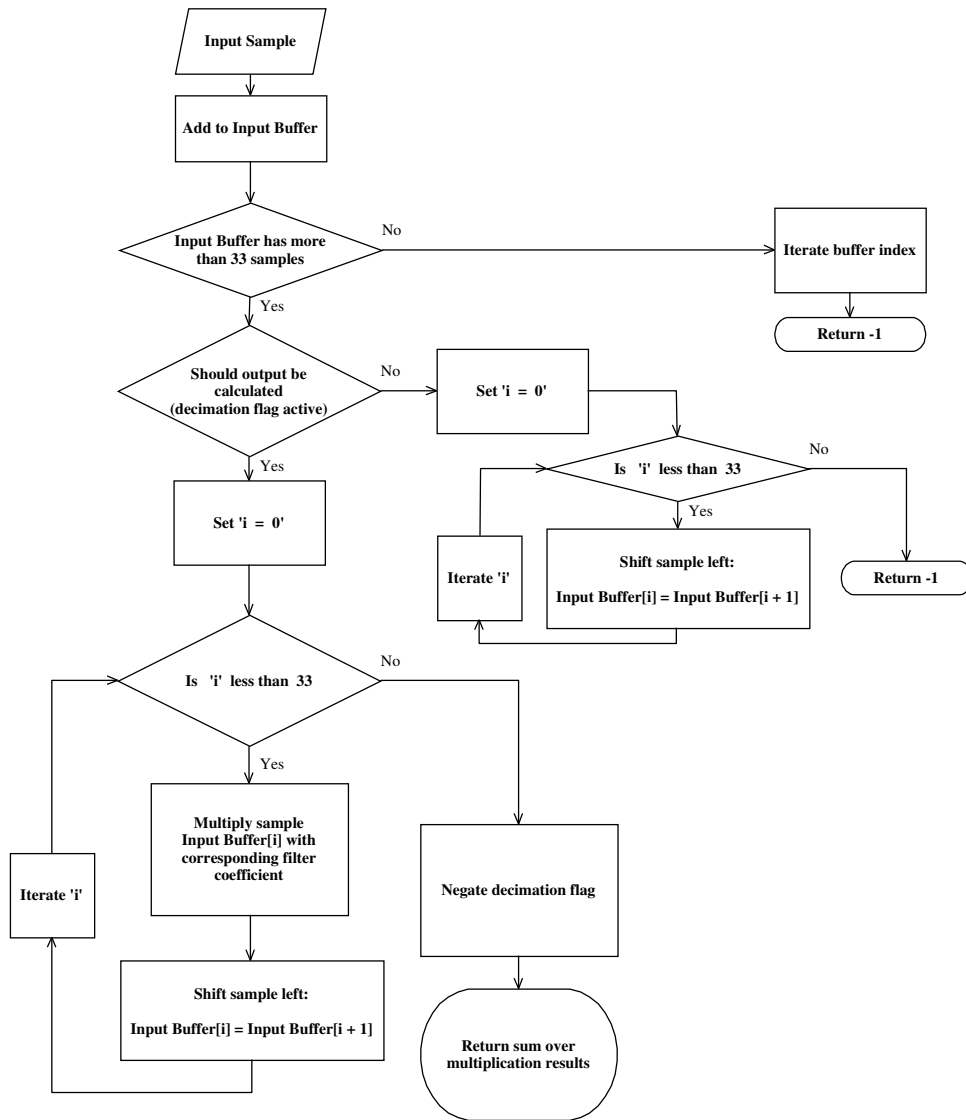 Input Sample
Add to Input Buffer
Input Buffer has more
than 33 samples
No
Iterate buffer index
Return -1
Yes
Should output be
calculated
(decimation flag active)
No
Set 'i = 0'
Is 'i' less than 33
No
Yes
Shift sample left:
Input Buffer[i] = Input Buffer[i + 1]
Iterate 'i'
Return -1
Yes
Set 'i = 0'
Is 'i' less than 33
No
Yes
Multiply sample
Input Buffer[i] with
corresponding filter
coefficient
Iterate 'i'
Shift sample left:
Input Buffer[i] = Input Buffer[i + 1]
Negate decimation flag
Return sum over
multiplication results